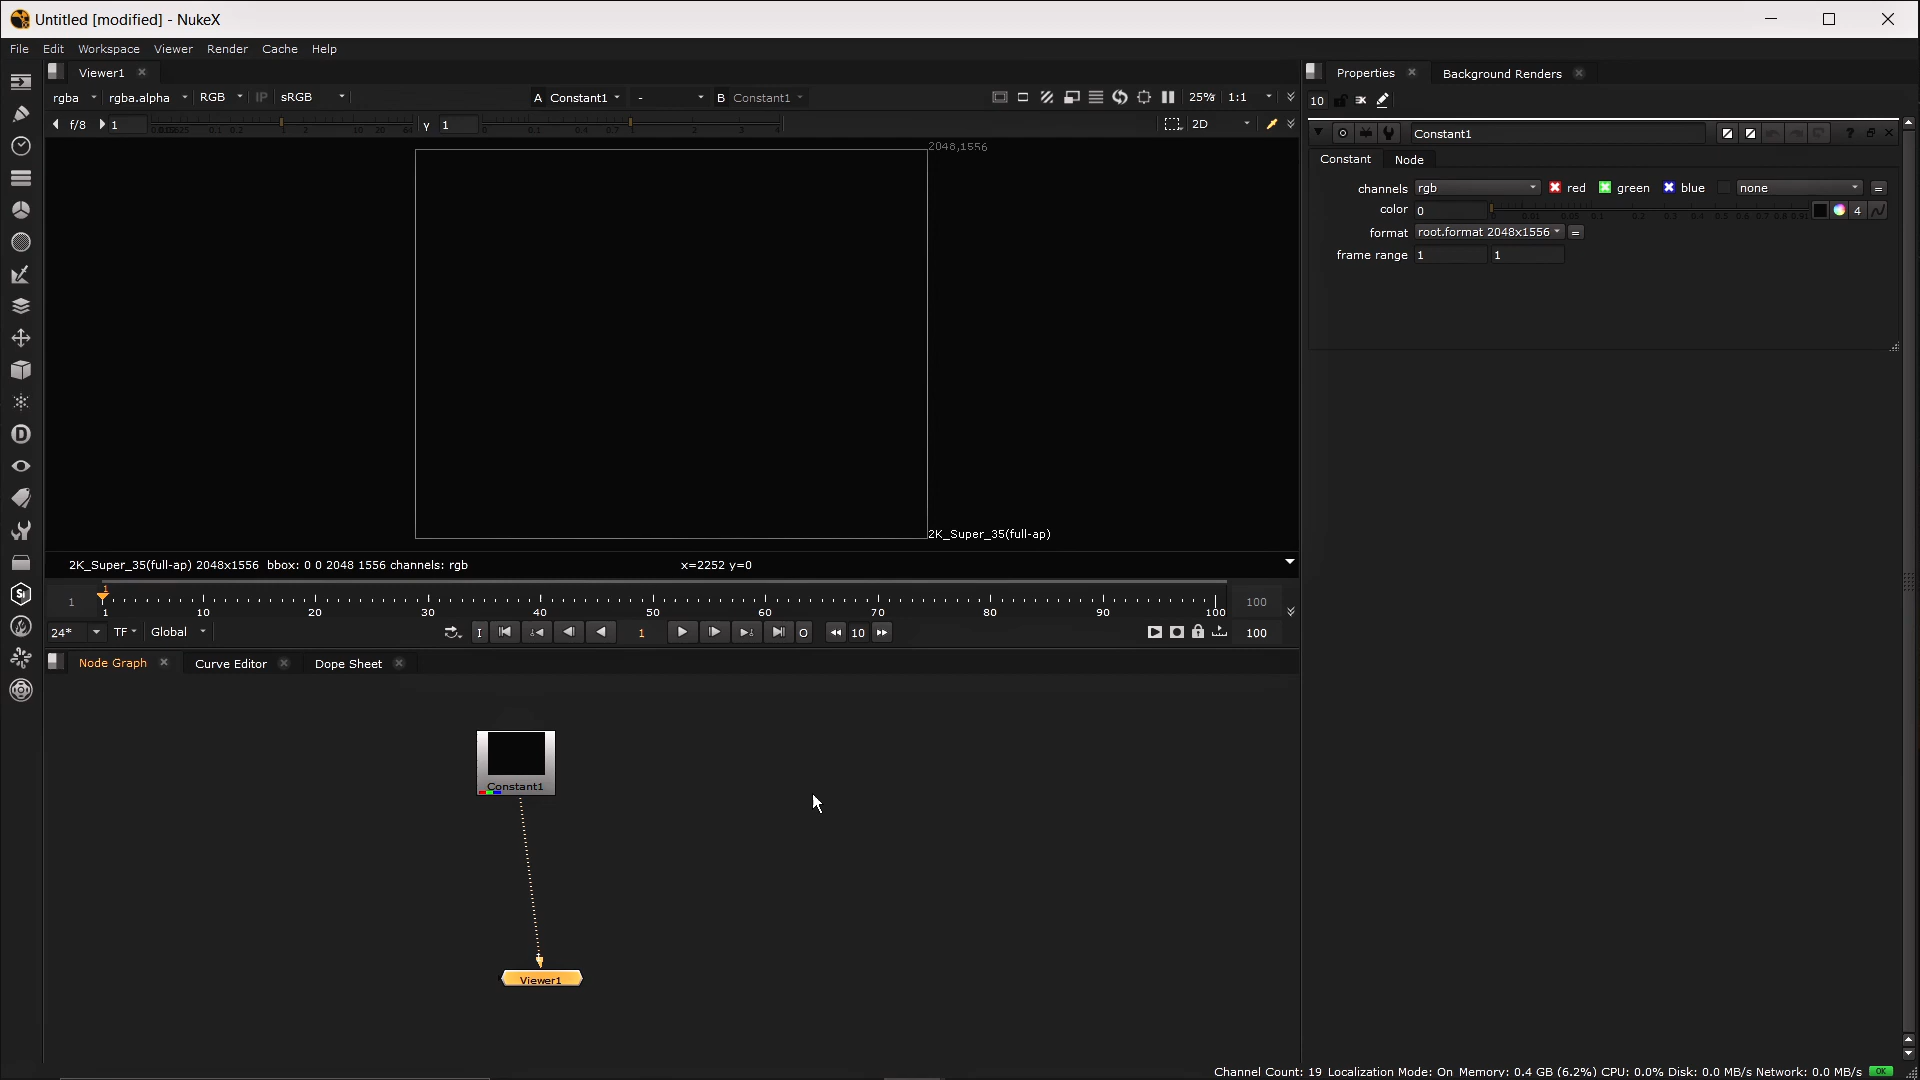 Untitled [modified] - NukeX
File Edit Workspace Viewer Render Cache Help
Viewer1
rgba rgba.alpha RGB IP sRGB A Constant1 - B Constant1 25% 1:1
f/8 1 γ 1 2D
2048,1556
2K_Super_35(full-ap)
2K_Super_35(full-ap) 2048x1556 bbox: 0 0 2048 1556 channels: rgb x=2252 y=0
1 1 100
1 10 20 30 40 50 60 70 80 90 100
24* TF Global I 1 O 10 100
Node Graph Curve Editor Dope Sheet
Constant1
Viewer1
Properties Background Renders
10
Constant1
Constant Node
channels rgb red green blue none =
color 0 4
format root.format 2048x1556 =
frame range 1 1
Channel Count: 19 Localization Mode: On Memory: 0.4 GB (6.2%) CPU: 0.0% Disk: 0.0 MB/s Network: 0.0 MB/s OK